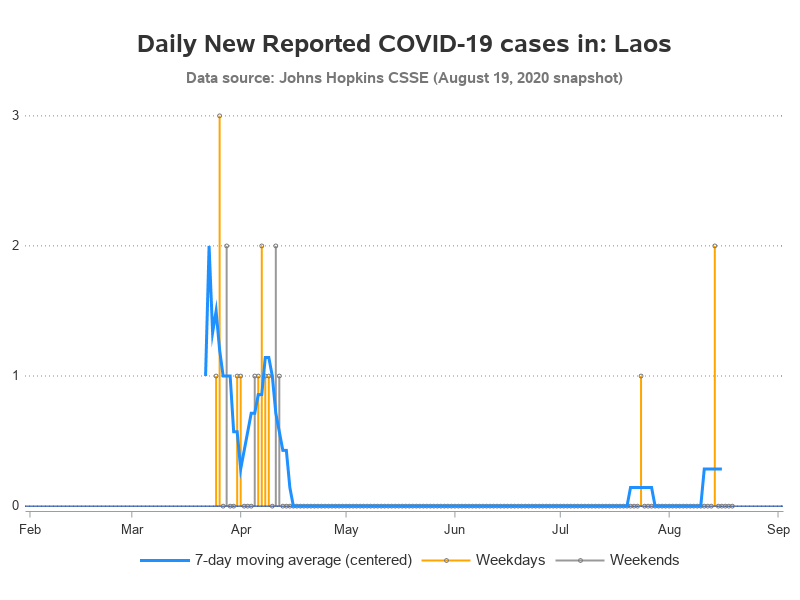 Daily New Reported COVID-19 cases in: Laos
Data source: Johns Hopkins CSSE (August 19, 2020 snapshot)
3
2
1
0
Feb Mar Apr May Jun Jul Aug Sep
7-day moving average (centered) Weekdays Weekends